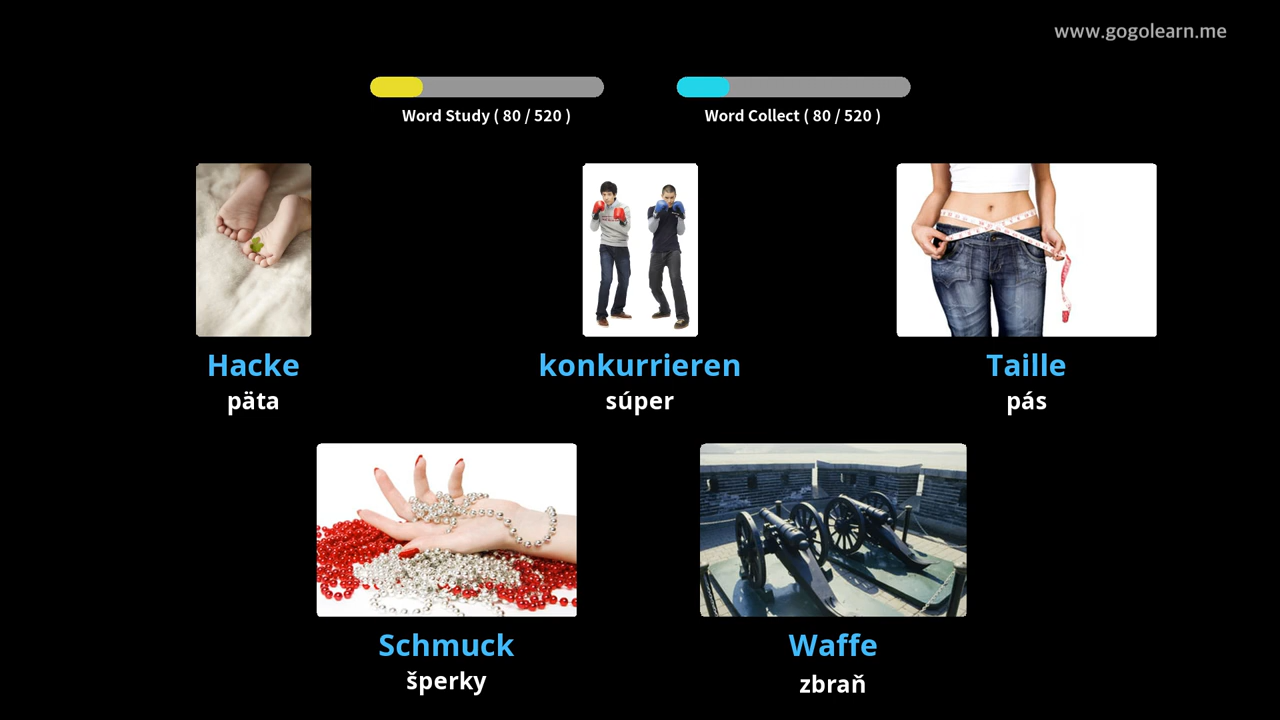 www.gogolearn.me
Word Study ( 80 / 520 )
Word Collect ( 80 / 520 )
Hacke
päta
konkurrieren
súper
Taille
pás
Schmuck
šperky
Waffe
zbraň